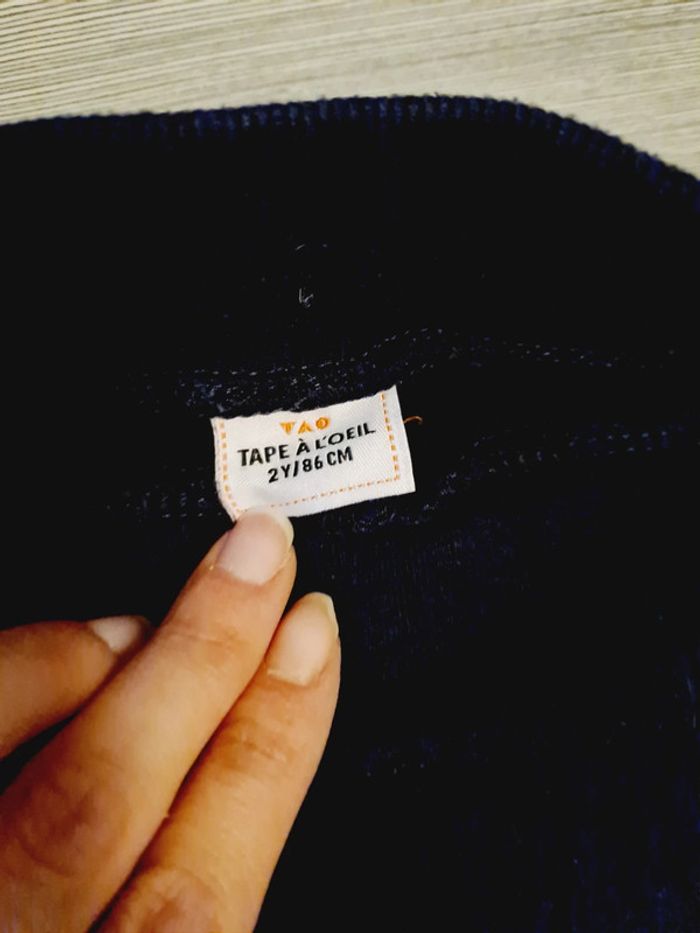 TAO
TAPE À L'OEIL
2Y/86CM